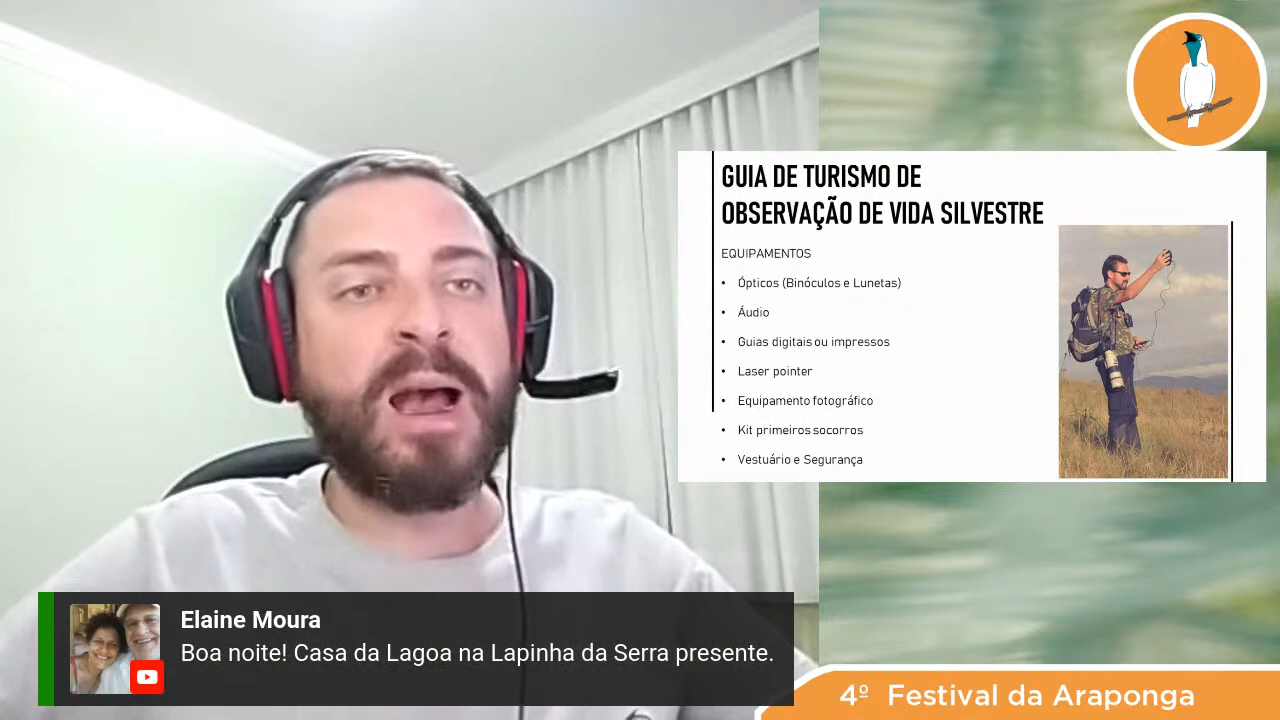 GUIA DE TURISMO DE
OBSERVAÇÃO DE VIDA SILVESTRE
EQUIPAMENTOS
• Ópticos (Binóculos e Lunetas)
• Áudio
• Guias digitais ou impressos
• Laser pointer
• Equipamento fotográfico
• Kit primeiros socorros
• Vestuário e Segurança
Elaine Moura
Boa noite! Casa da Lagoa na Lapinha da Serra presente.
4º Festival da Araponga